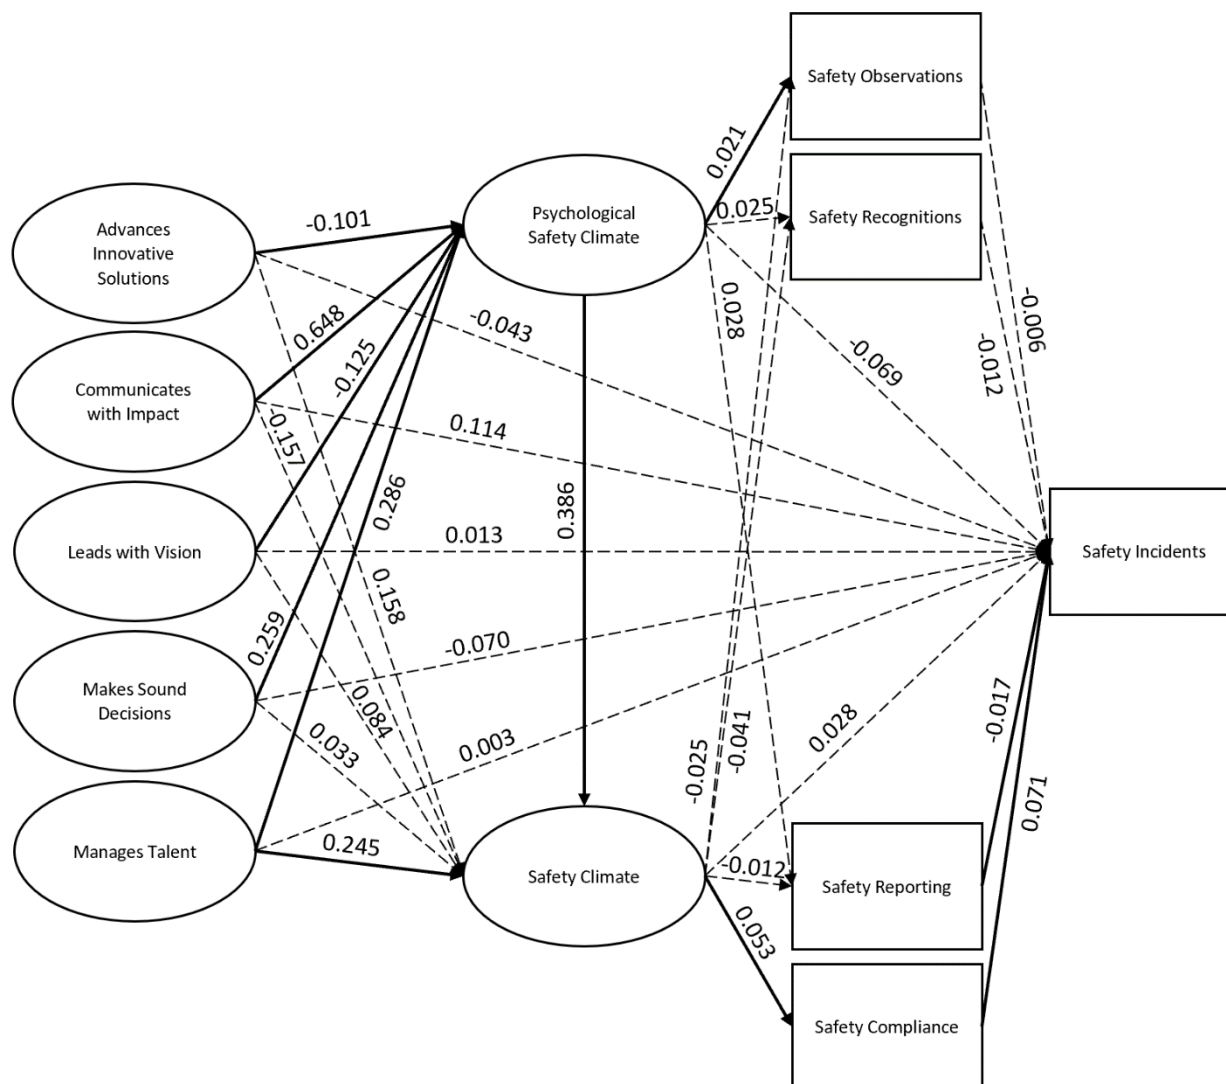 Safety Observations
Safety Recognitions
Psychological
Safety Climate
Advances
Innovative
Solutions
Communicates
with Impact
Leads with Vision
Makes Sound
Decisions
Manages Talent
Safety Climate
Safety Incidents
Safety Reporting
Safety Compliance
-0.101
0.648
-0.125
0.259
0.286
-0.157
0.158
0.084
0.033
0.245
-0.043
0.114
0.013
-0.070
0.003
0.386
0.021
0.025
0.028
-0.069
-0.006
-0.012
-0.025
-0.041
0.028
-0.012
0.053
-0.017
0.071